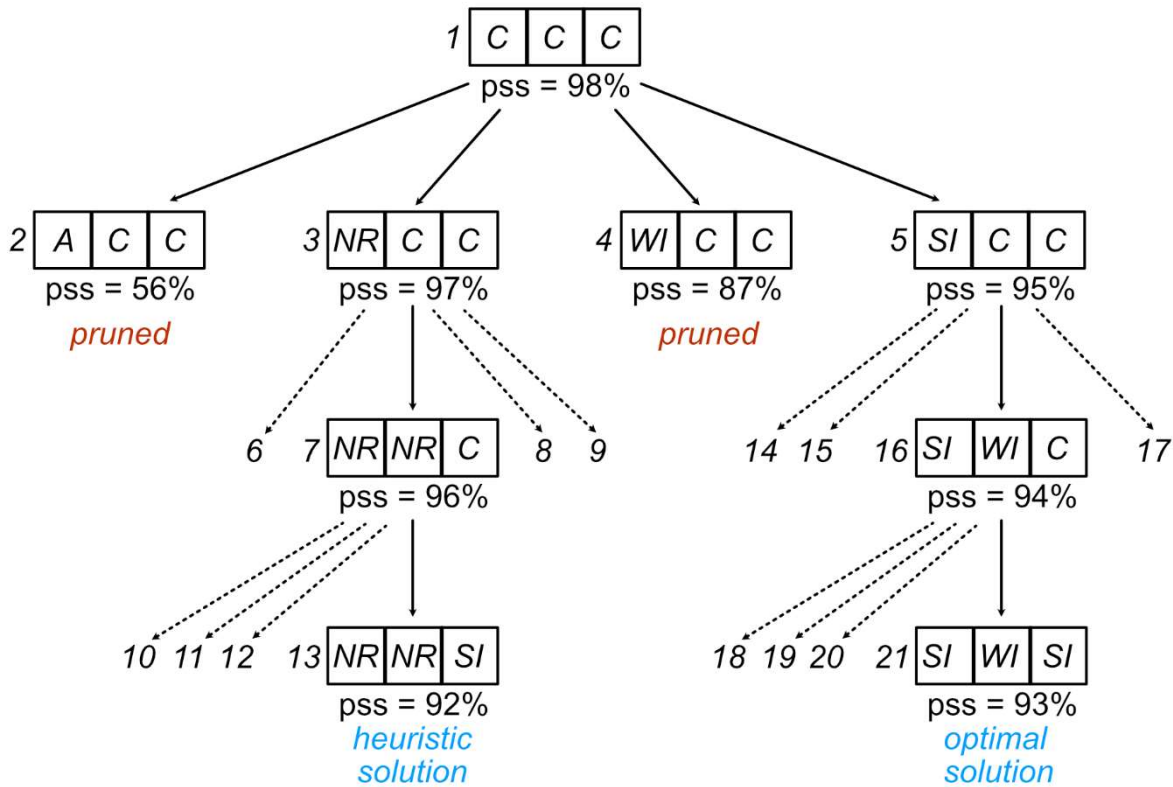 1 C C C
pss = 98%
2 A C C
pss = 56%
pruned
3 NR C C
pss = 97%
4 WI C C
pss = 87%
pruned
5 SI C C
pss = 95%
6
7 NR NR C
pss = 96%
8
9
14
15
16 SI WI C
pss = 94%
17
10
11
12
13 NR NR SI
pss = 92%
heuristic
solution
18
19
20
21 SI WI SI
pss = 93%
optimal
solution